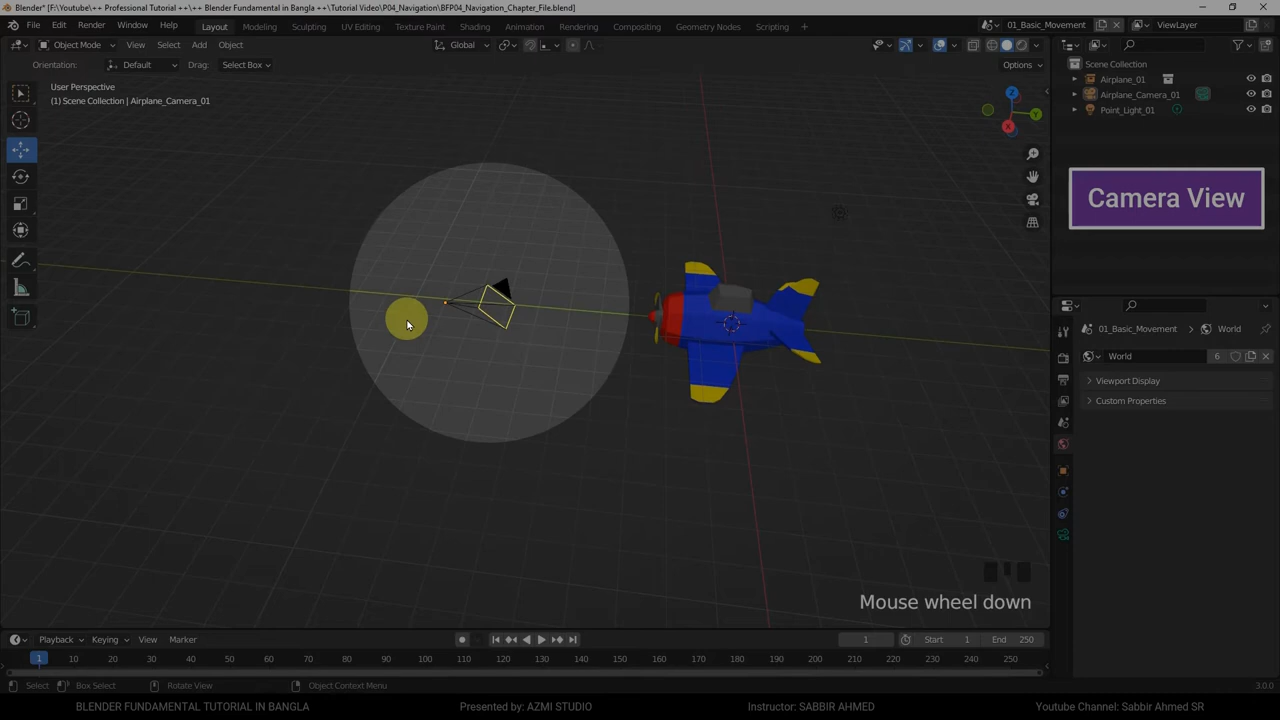 Blender* [F:\Youtube\++ Professional Tutorial ++\++ Blender Fundamental in Bangla ++\Tutorial Video\P04_Navigation\BFP04_Navigation_Chapter_File.blend]
File Edit Render Window Help Layout Modeling Sculpting UV Editing Texture Paint Shading Animation Rendering Compositing Geometry Nodes Scripting + 01_Basic_Movement ViewLayer
Object Mode View Select Add Object Global
Orientation: Default Drag: Select Box Options
User Perspective
(1) Scene Collection | Airplane_Camera_01
Z
Y
X
Scene Collection
Airplane_01
Airplane_Camera_01
Point_Light_01
Camera View
01_Basic_Movement > World
World 6
Viewport Display
Custom Properties
Mouse wheel down
Playback Keying View Marker 1 Start 1 End 250
1 10 20 30 40 50 60 70 80 90 100 110 120 130 140 150 160 170 180 190 200 210 220 230 240 250
Select Box Select Rotate View Object Context Menu 3.0.0
BLENDER FUNDAMENTAL TUTORIAL IN BANGLA Presented by: AZMI STUDIO Instructor: SABBIR AHMED Youtube Channel: Sabbir Ahmed SR